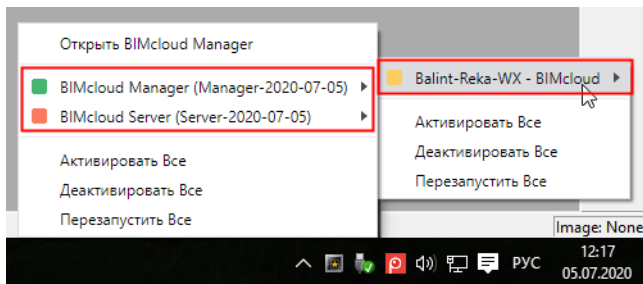 Открыть BIMcloud Manager
BIMcloud Manager (Manager-2020-07-05)
BIMcloud Server (Server-2020-07-05)
Активировать Все
Деактивировать Все
Перезапустить Все
Balint-Reka-WX - BIMcloud
Активировать Все
Деактивировать Все
Перезапустить Все
Image: None
РУС
12:17
05.07.2020